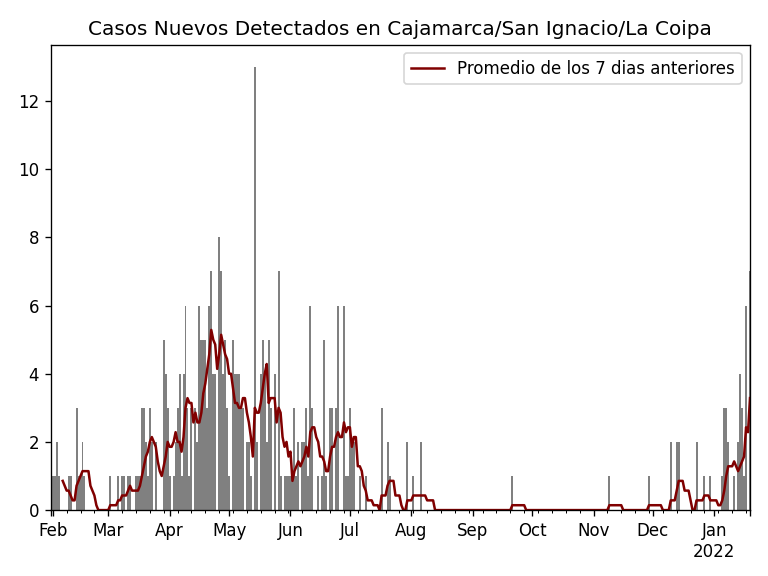 Casos Nuevos Detectados en Cajamarca/San Ignacio/La Coipa
Promedio de los 7 dias anteriores
12
10
8
6
4
2
0
Feb Mar Apr May Jun Jul Aug Sep Oct Nov Dec Jan
2022